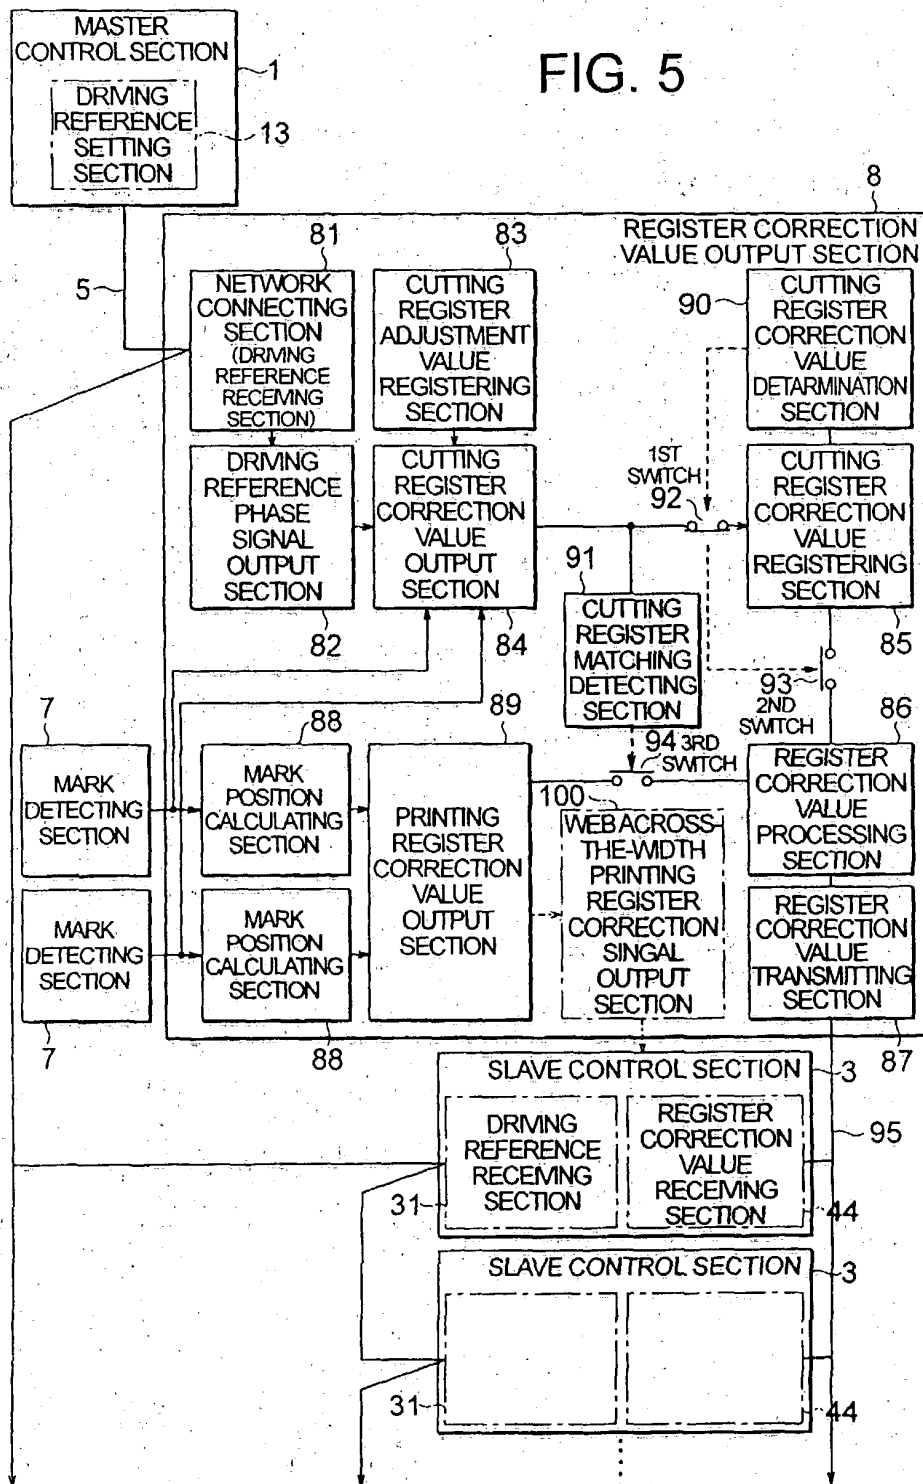 MASTER
CONTROL SECTION
1
DRIVING
REFERENCE
SETTING
SECTION
13
FIG. 5
8
REGISTER CORRECTION
VALUE OUTPUT SECTION
5
81
NETWORK
CONNECTING
SECTION
(DRIVING
REFERENCE
RECEIVING
SECTION)
83
CUTTING
REGISTER
ADJUSTMENT
VALUE
REGISTERING
SECTION
90
CUTTING
REGISTER
CORRECTION
VALUE
DETARMINATION
SECTION
DRIVING
REFERENCE
PHASE
SIGNAL
OUTPUT
SECTION
82
CUTTING
REGISTER
CORRECTION
VALUE
OUTPUT
SECTION
84
1ST
SWITCH
92
CUTTING
REGISTER
CORRECTION
VALUE
REGISTERING
SECTION
85
91
CUTTING
REGISTER
MATCHING
DETECTING
SECTION
93
2ND
SWITCH
94
3RD
SWITCH
7
MARK
DETECTING
SECTION
88
MARK
POSITION
CALCULATING
SECTION
89
PRINTING
REGISTER
CORRECTION
VALUE
OUTPUT
SECTION
100
WEB ACROSS-
THE-WIDTH
PRINTING
REGISTER
CORRECTION
SINGAL
OUTPUT
SECTION
86
REGISTER
CORRECTION
VALUE
PROCESSING
SECTION
MARK
DETECTING
SECTION
7
MARK
POSITION
CALCULATING
SECTION
88
REGISTER
CORRECTION
VALUE
TRANSMITTING
SECTION
87
SLAVE CONTROL SECTION
3
DRIVING
REFERENCE
RECEIVING
SECTION
31
REGISTER
CORRECTION
VALUE
RECEIVING
SECTION
44
95
SLAVE CONTROL SECTION
3
31
44